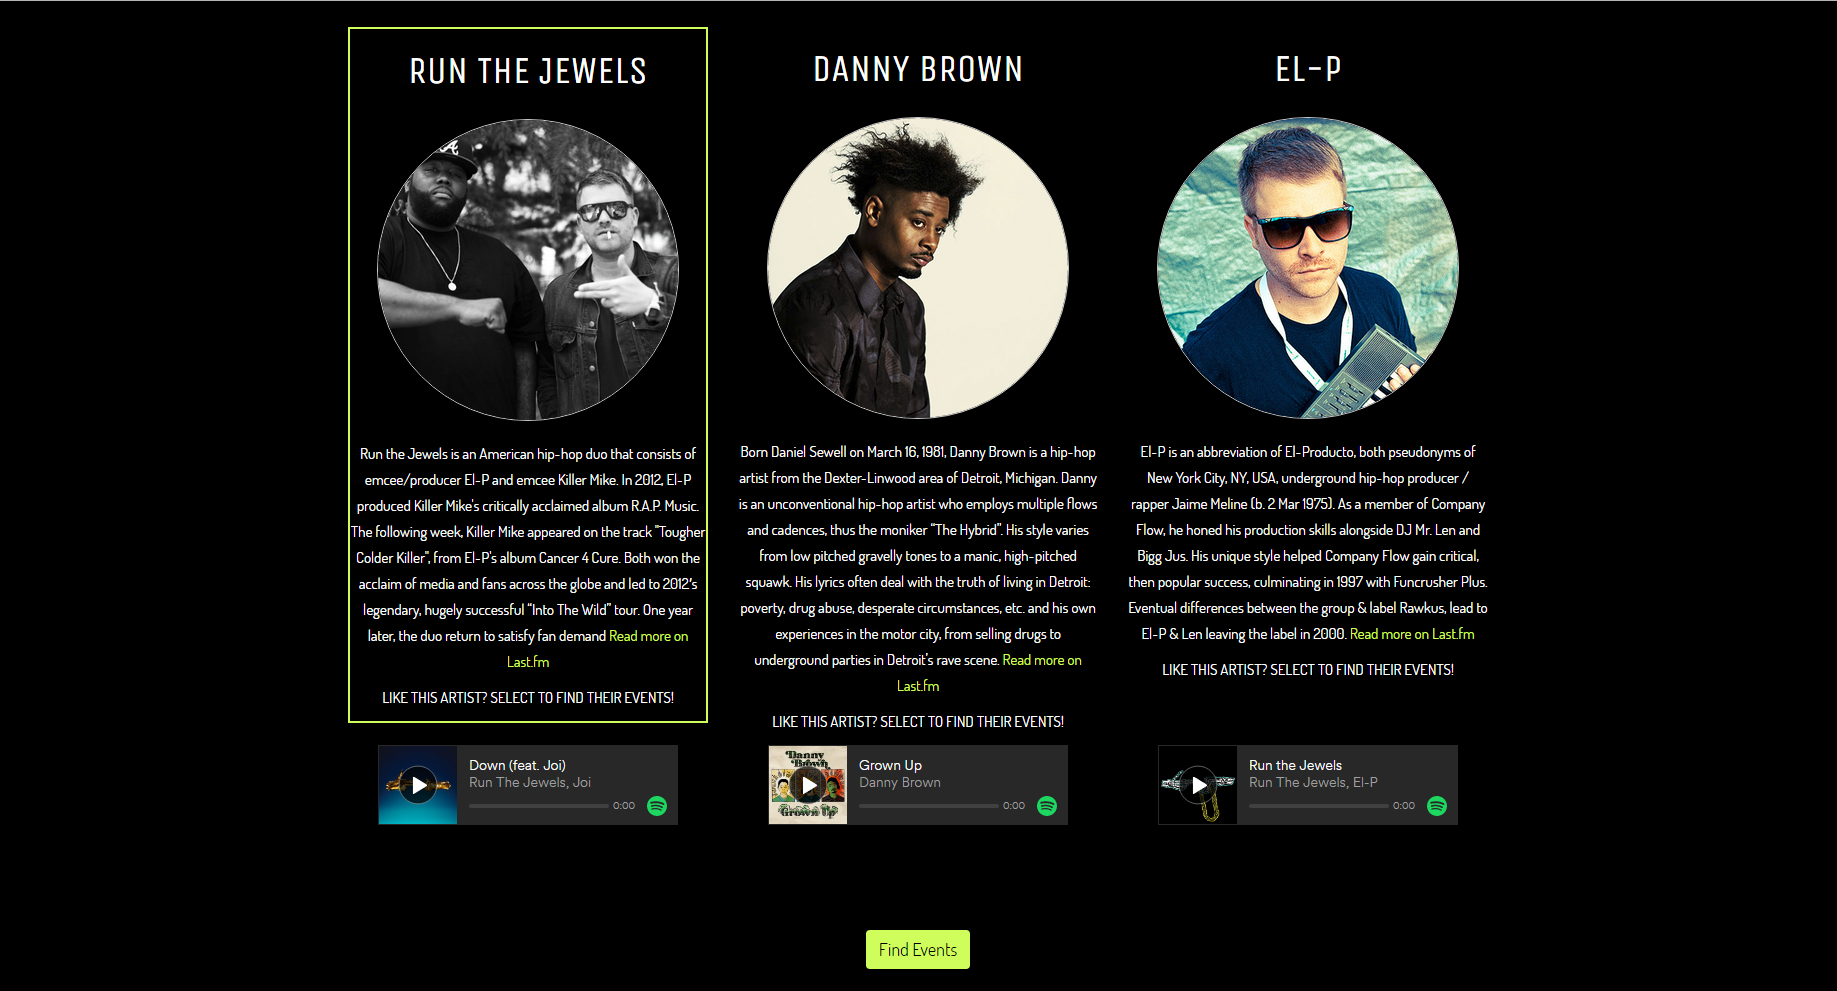 RUN THE JEWELS
Run the Jewels is an American hip-hop duo that consists of
emcee/producer El-P and emcee Killer Mike. In 2012, El-P
produced Killer Mike's critically acclaimed album R.A.P. Music.
The following week, Killer Mike appeared on the track "Tougher
Colder Killer", from El-P's album Cancer 4 Cure. Both won the
acclaim of media and fans across the globe and led to 2012's
legendary, hugely successful “Into The Wild” tour. One year
later, the duo return to satisfy fan demand Read more on
Last.fm
LIKE THIS ARTIST? SELECT TO FIND THEIR EVENTS!
Down (feat. Joi)
Run The Jewels, Joi
0:00
DANNY BROWN
Born Daniel Sewell on March 16, 1981, Danny Brown is a hip-hop
artist from the Dexter-Linwood area of Detroit, Michigan. Danny
is an unconventional hip-hop artist who employs multiple flows
and cadences, thus the moniker “The Hybrid”. His style varies
from low pitched gravelly tones to a manic, high-pitched
squawk. His lyrics often deal with the truth of living in Detroit:
poverty, drug abuse, desperate circumstances, etc. and his own
experiences in the motor city, from selling drugs to
underground parties in Detroit’s rave scene. Read more on
Last.fm
LIKE THIS ARTIST? SELECT TO FIND THEIR EVENTS!
Danny
Brown
Grown Up
Grown Up
Danny Brown
0:00
EL-P
El-P is an abbreviation of El-Producto, both pseudonyms of
New York City, NY, USA, underground hip-hop producer /
rapper Jaime Meline (b. 2 Mar 1975). As a member of Company
Flow, he honed his production skills alongside DJ Mr. Len and
Bigg Jus. His unique style helped Company Flow gain critical,
then popular success, culminating in 1997 with Funcrusher Plus.
Eventual differences between the group & label Rawkus, lead to
El-P & Len leaving the label in 2000. Read more on Last.fm
LIKE THIS ARTIST? SELECT TO FIND THEIR EVENTS!
Run the Jewels
Run The Jewels, El-P
0:00
Find Events